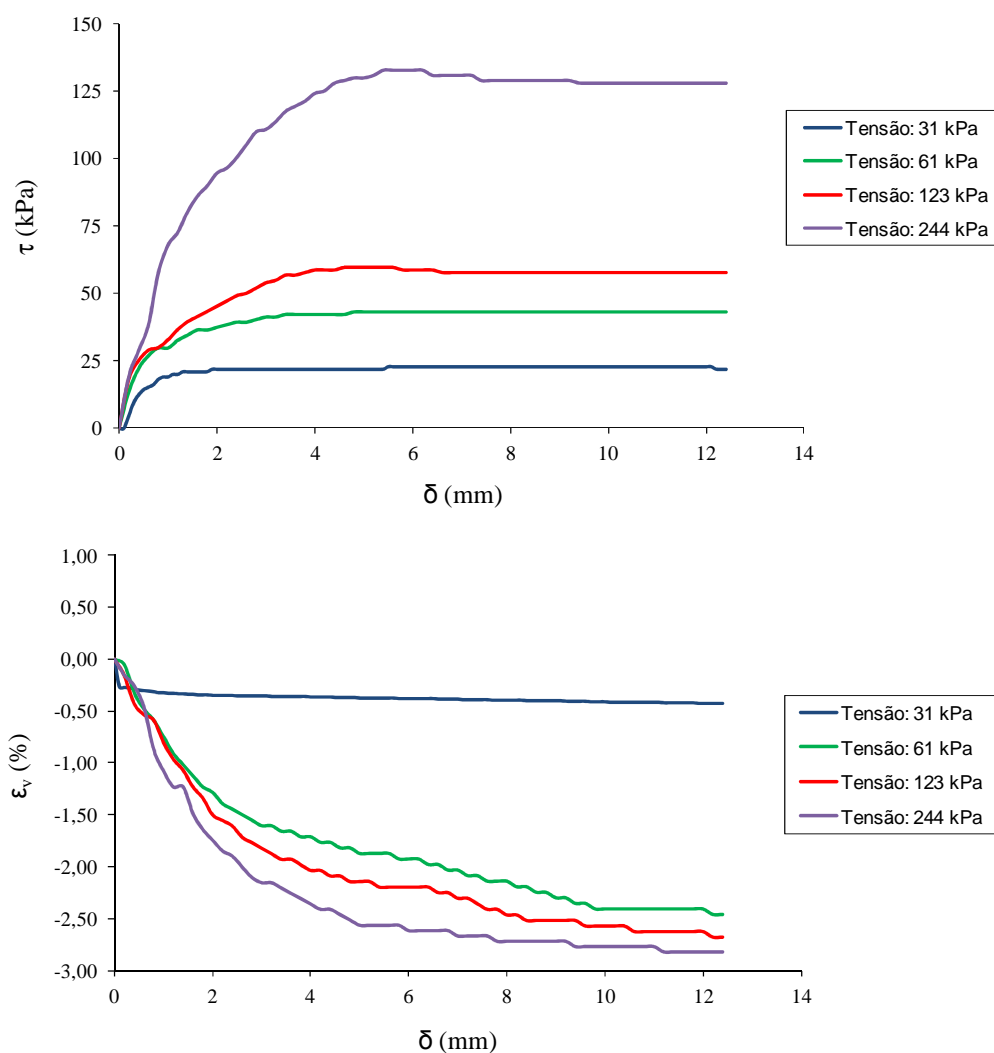 150
125
100
75
50
25
0
τ (kPa)
0 2 4 6 8 10 12 14
δ (mm)
Tensão: 31 kPa
Tensão: 61 kPa
Tensão: 123 kPa
Tensão: 244 kPa
1,00
0,50
0,00
-0,50
-1,00
-1,50
-2,00
-2,50
-3,00
εv (%)
0 2 4 6 8 10 12 14
δ (mm)
Tensão: 31 kPa
Tensão: 61 kPa
Tensão: 123 kPa
Tensão: 244 kPa